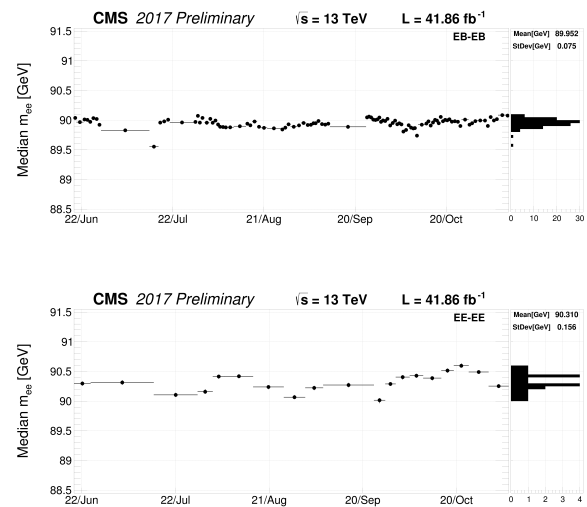 CMS 2017 Preliminary √s = 13 TeV L = 41.86 fb⁻¹
EB-EB
Mean[GeV] 89.952
StDev[GeV] 0.075
Median mee [GeV]
91.5
91
90.5
90
89.5
89
88.5
22/Jun 22/Jul 21/Aug 20/Sep 20/Oct
0 10 20 30
CMS 2017 Preliminary √s = 13 TeV L = 41.86 fb⁻¹
EE-EE
Mean[GeV] 90.310
StDev[GeV] 0.156
Median mee [GeV]
91.5
91
90.5
90
89.5
89
88.5
22/Jun 22/Jul 21/Aug 20/Sep 20/Oct
0 1 2 3 4